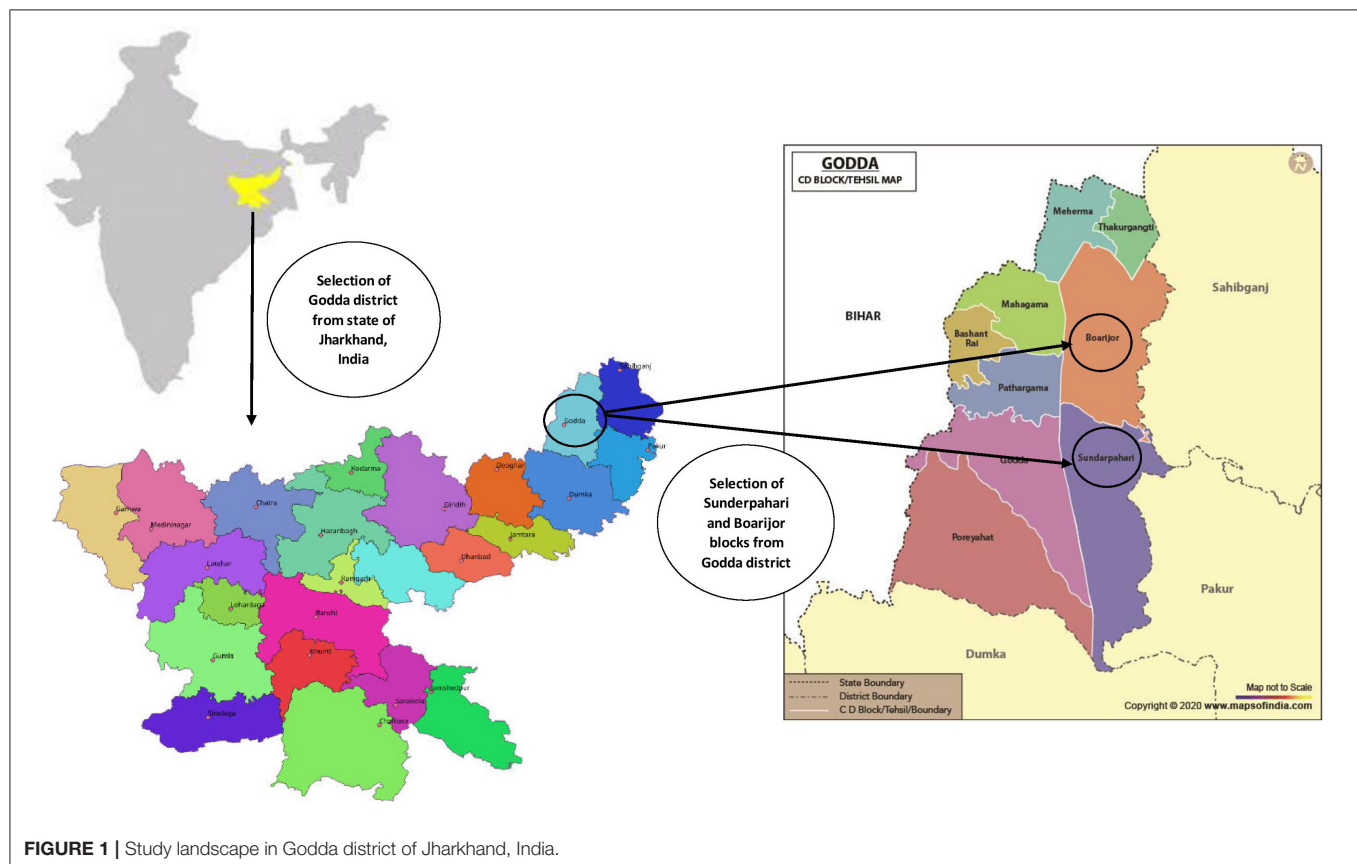 Selection of
Godda district
from state of
Jharkhand,
India
Sahibganj
Godda
Pakur
Deoghar
Dumka
Jamtara
Kodarma
Giridih
Chatra
Hazaribagh
Dhanbad
Garhwa
Medininagar
Latehar
Ramgarh
Lohardaga
Ranchi
Gumla
Khunti
Jamshedpur
Saraikela
Simdega
Chaibasa
Selection of
Sunderpahari
and Boarijor
blocks from
Godda district
GODDA
CD BLOCK/TEHSIL MAP
N
Meherma
Thakurgangti
Sahibganj
Mahagama
BIHAR
Bashant
Rai
Boarijor
Pathargama
Godda
Sundarpahari
Poreyahat
Pakur
Dumka
State Boundary
District Boundary
C D Block/Tehsil/Boundary
Map not to Scale
Copyright © 2020 www.mapsofindia.com
FIGURE 1 | Study landscape in Godda district of Jharkhand, India.